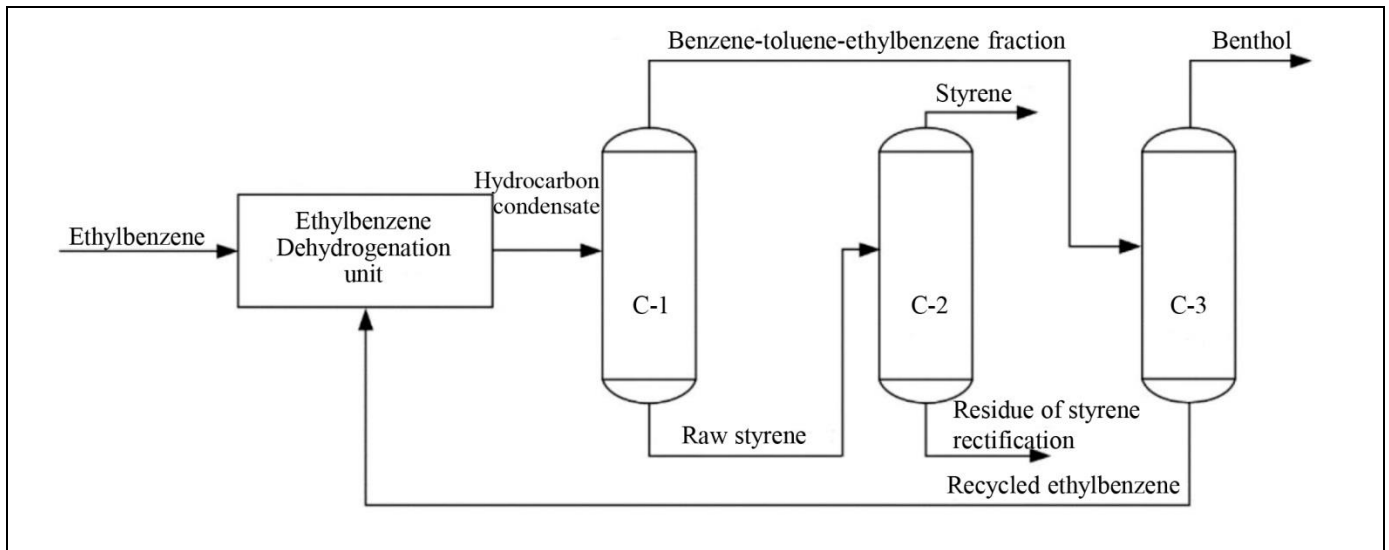 Benzene-toluene-ethylbenzene fraction
Benthol
Styrene
Hydrocarbon
condensate
Ethylbenzene
Ethylbenzene
Dehydrogenation
unit
C-1
C-2
C-3
Raw styrene
Residue of styrene
rectification
Recycled ethylbenzene